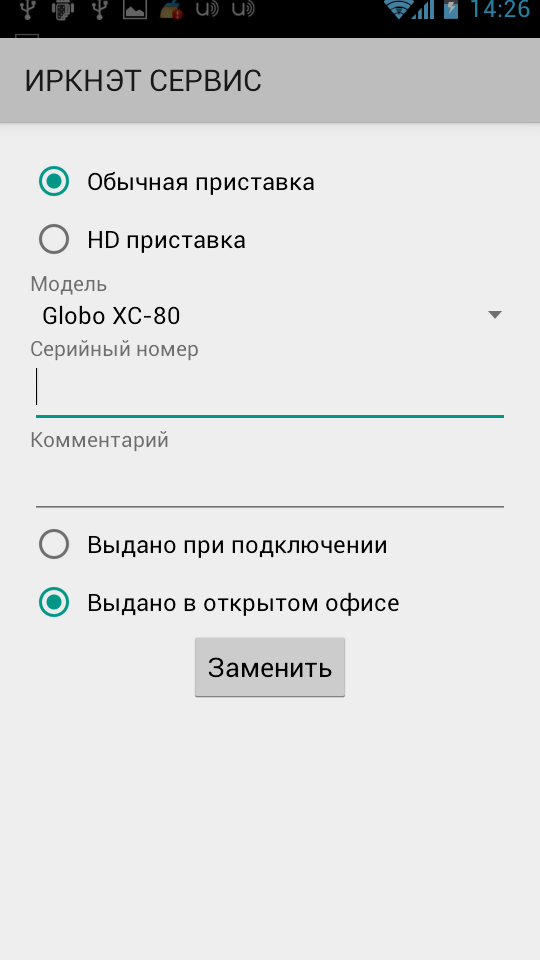 14:26
ИРКНЭТ СЕРВИС
Обычная приставка
HD приставка
Модель
Globo XC-80
Серийный номер
Комментарий
Выдано при подключении
Выдано в открытом офисе
Заменить